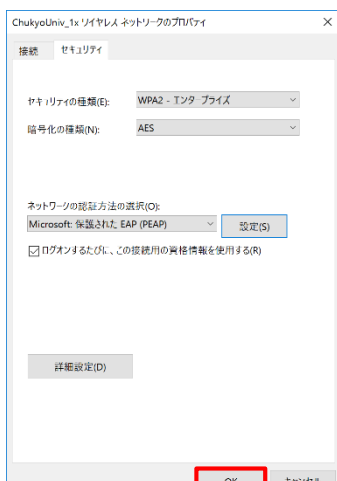 ChukyoUniv_1x ワイヤレス ネットワークのプロパティ
接続 セキュリティ
セキュリティの種類(E): WPA2 - エンタープライズ
暗号化の種類(N): AES
ネットワークの認証方法の選択(O):
Microsoft: 保護された EAP (PEAP) 設定(S)
ログオンするたびに、この接続用の資格情報を使用する(R)
詳細設定(D)
OK キャンセル